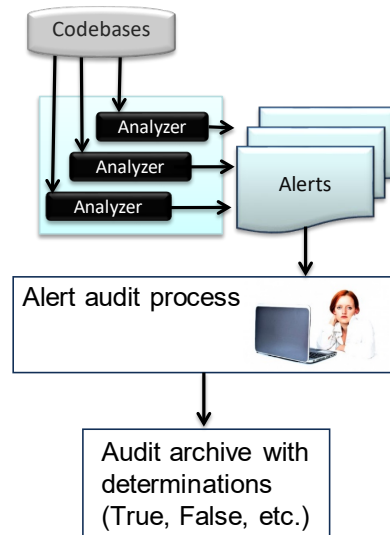 Codebases
Analyzer
Analyzer
Analyzer
Alerts
Alert audit process
Audit archive with
determinations
(True, False, etc.)